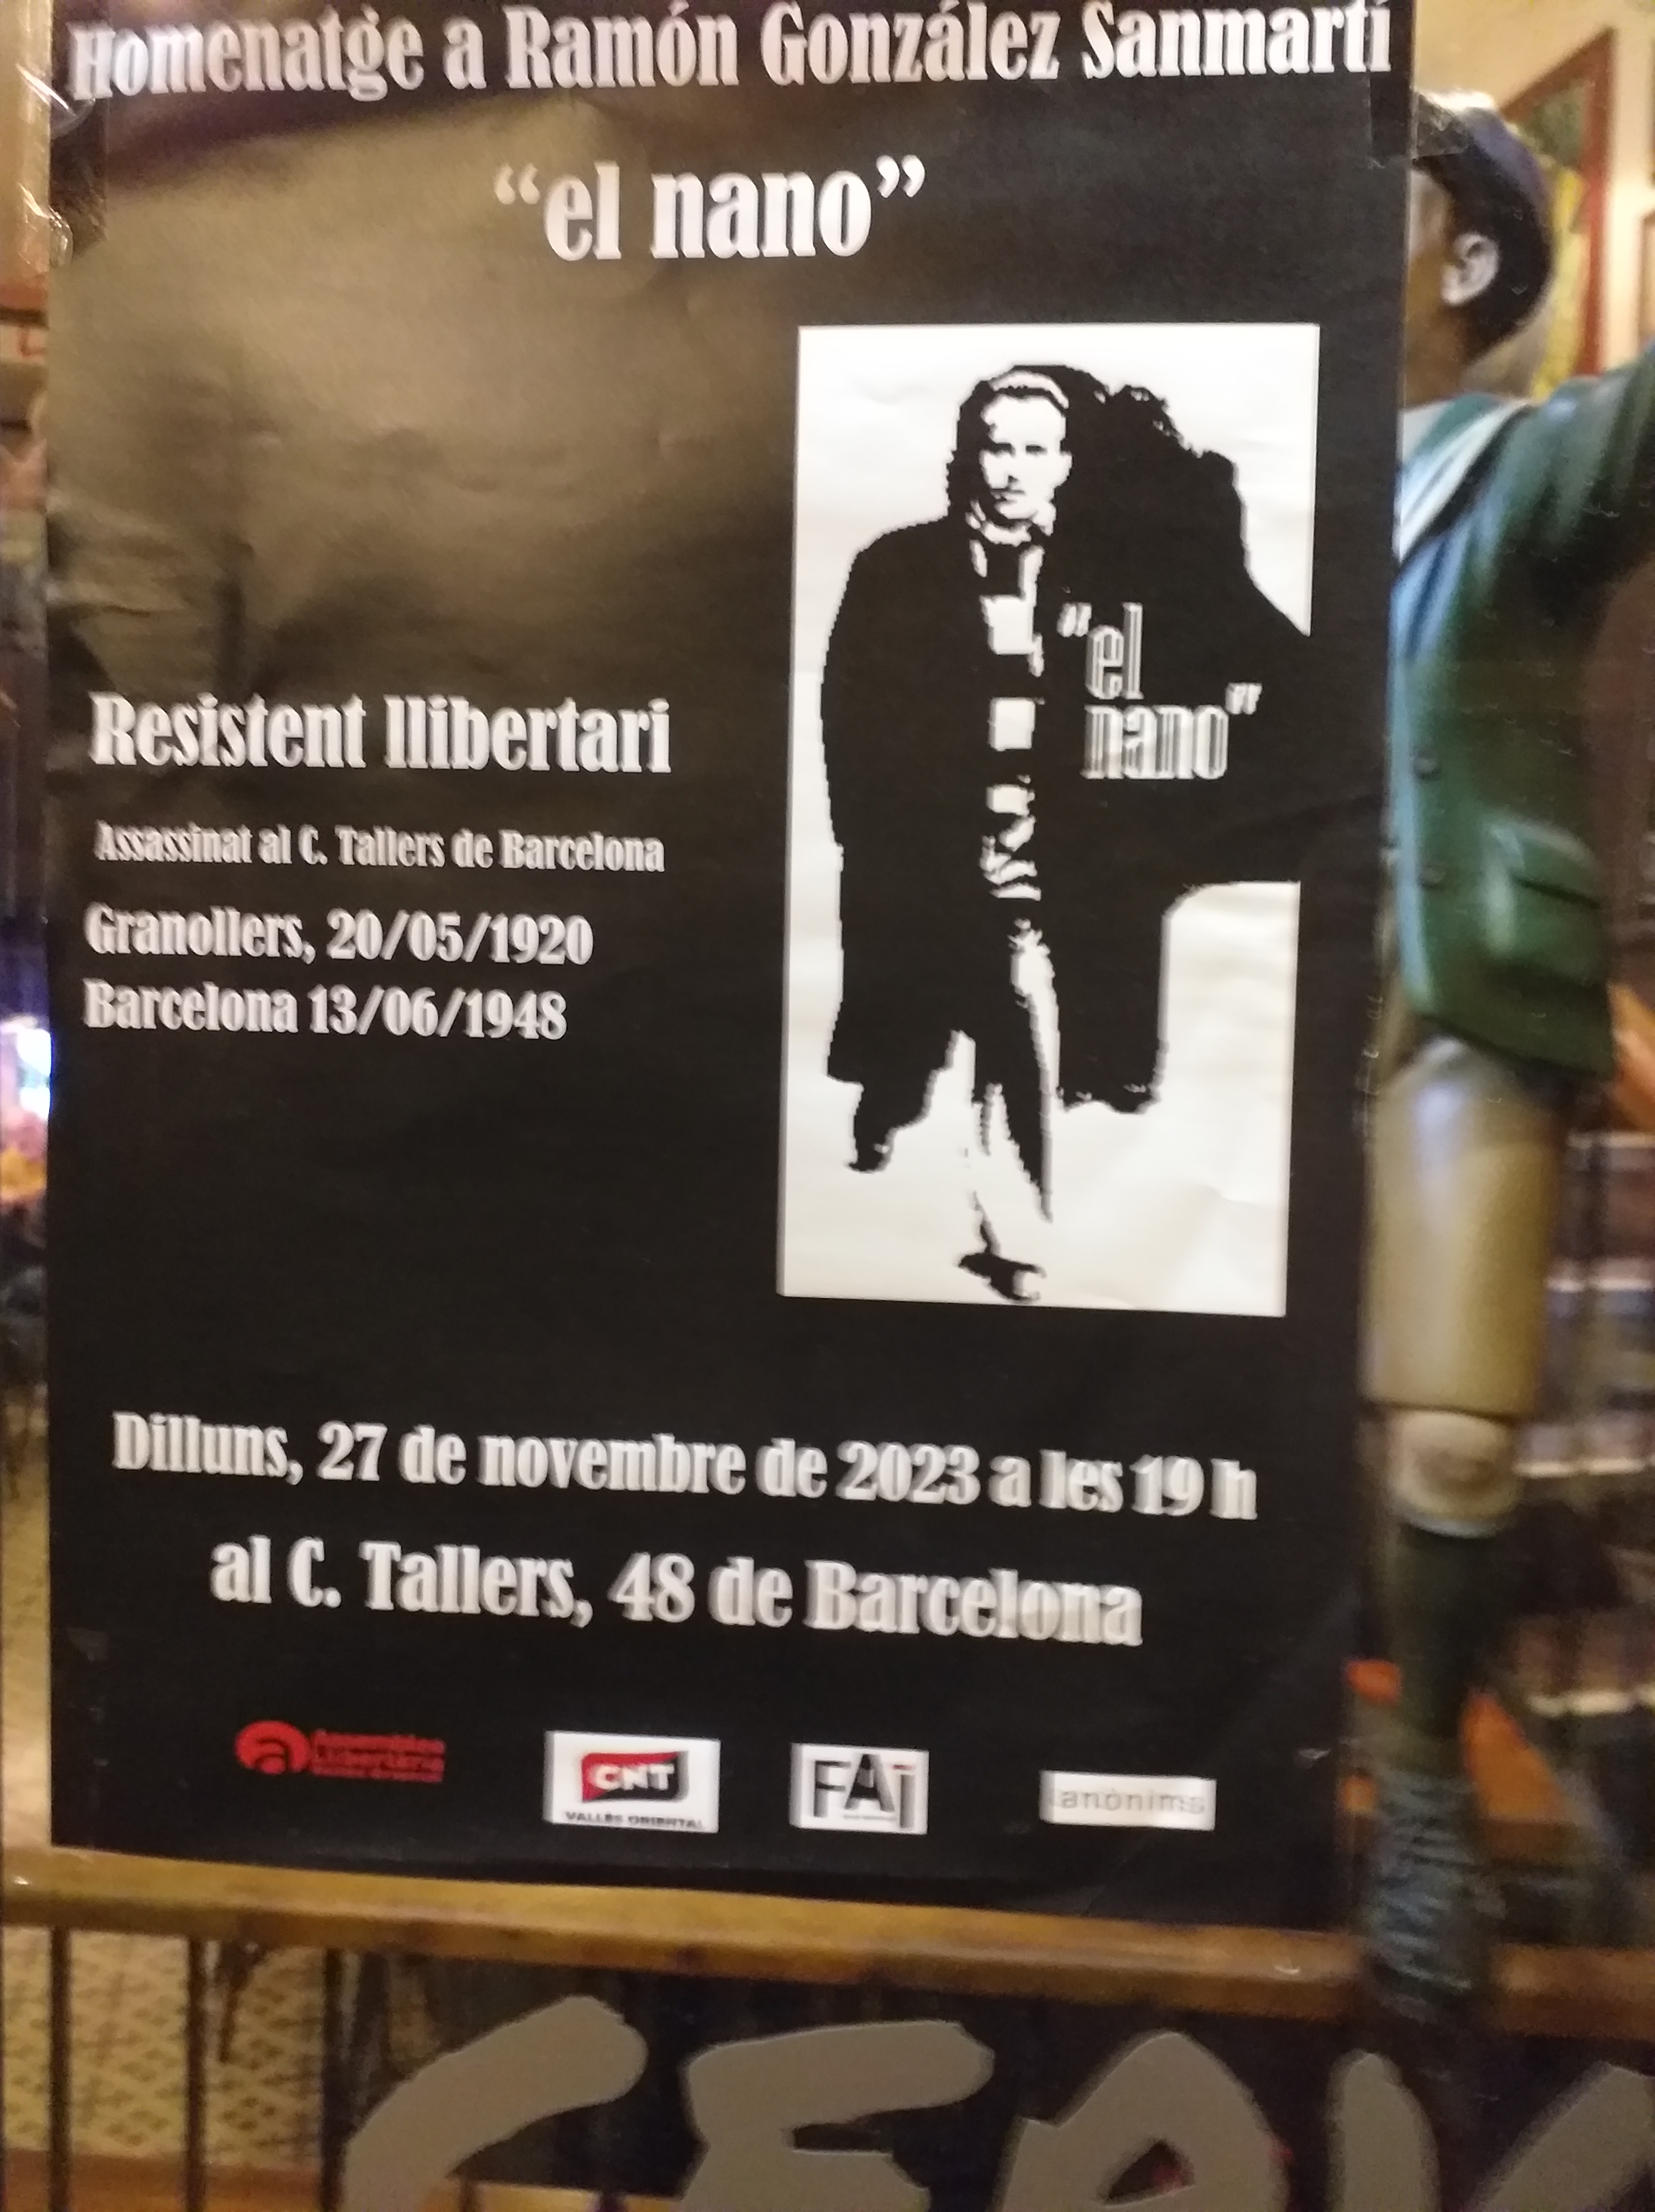 Homenatge a Ramón González Sanmartí
“el nano”
“el
nano”
Resistent llibertari
Assassinat al C. Tallers de Barcelona
Granollers, 20/05/1920
Barcelona 13/06/1948
Dilluns, 27 de novembre de 2023 a les 19 h
al C. Tallers, 48 de Barcelona
Assemblea
Llibertària
CNT
VALLÈS ORIENTAL
FAI
anònims